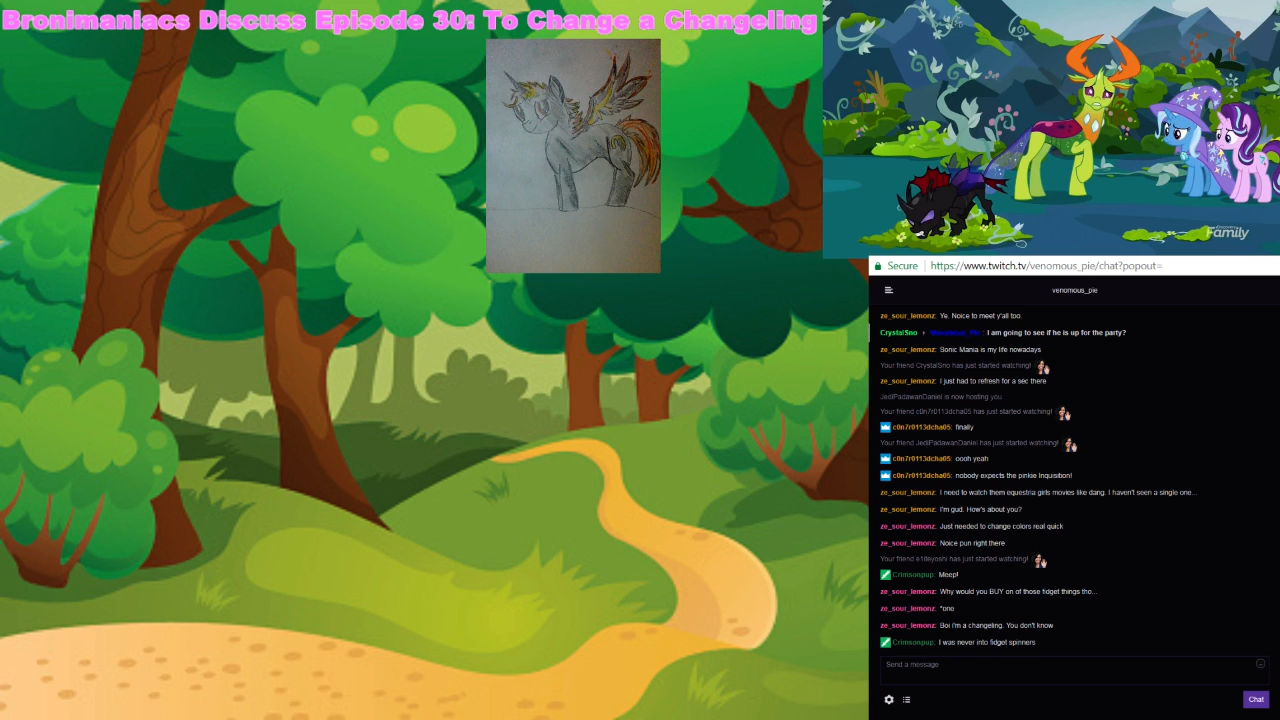 Bronimaniacs Discuss Episode 30: To Change a Changeling
Family
Secure https://www.twitch.tv/venomous_pie/chat?popout=
venomous_pie
ze_sour_lemonz: Ye. Noice to meet y'all too.
CrystalSno : I am going to see if he is up for the party?
ze_sour_lemonz: Sonic Mania is my life nowadays
Your friend CrystalSno has just started watching!
ze_sour_lemonz: I just had to refresh for a sec there
JediPadawanDaniel is now hosting you.
Your friend c0n7r0113dcha05 has just started watching!
c0n7r0113dcha05: finally
Your friend JediPadawanDaniel has just started watching!
c0n7r0113dcha05: oooh yeah
c0n7r0113dcha05: nobody expects the pinkie Inquisition!
ze_sour_lemonz: I need to watch them equestria girls movies like dang. I haven't seen a single one...
ze_sour_lemonz: I'm gud. How's about you?
ze_sour_lemonz: Just needed to change colors real quick
ze_sour_lemonz: Noice pun right there
Your friend has just started watching!
Crimsonpup: Meep!
ze_sour_lemonz: Why would you BUY on of those fidget things tho...
ze_sour_lemonz: *one
ze_sour_lemonz: Boi i'm a changeling. You don't know
Crimsonpup: I was never into fidget spinners
Send a message
Chat